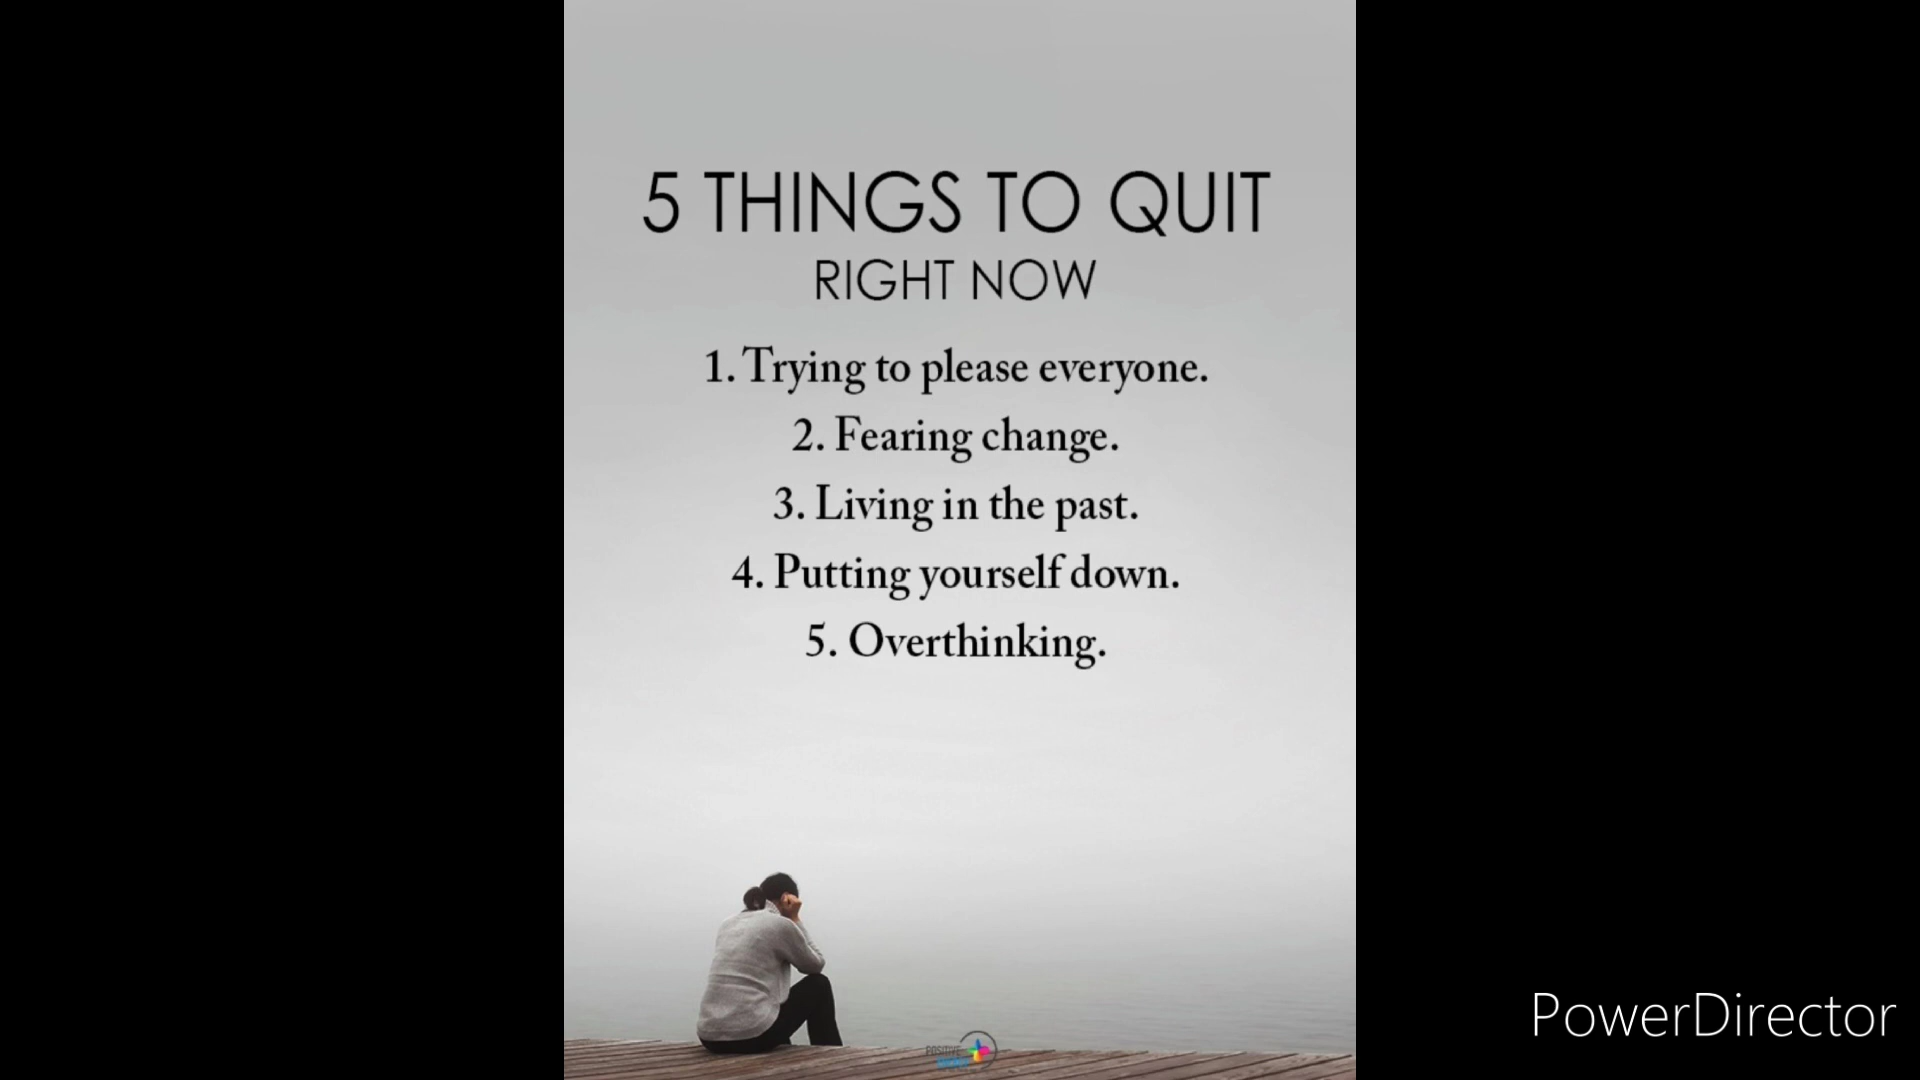 5 THINGS TO QUIT
RIGHT NOW
1. Trying to please everyone.
2. Fearing change.
3. Living in the past.
4. Putting yourself down.
5. Overthinking.
POSITIVE
PowerDirector